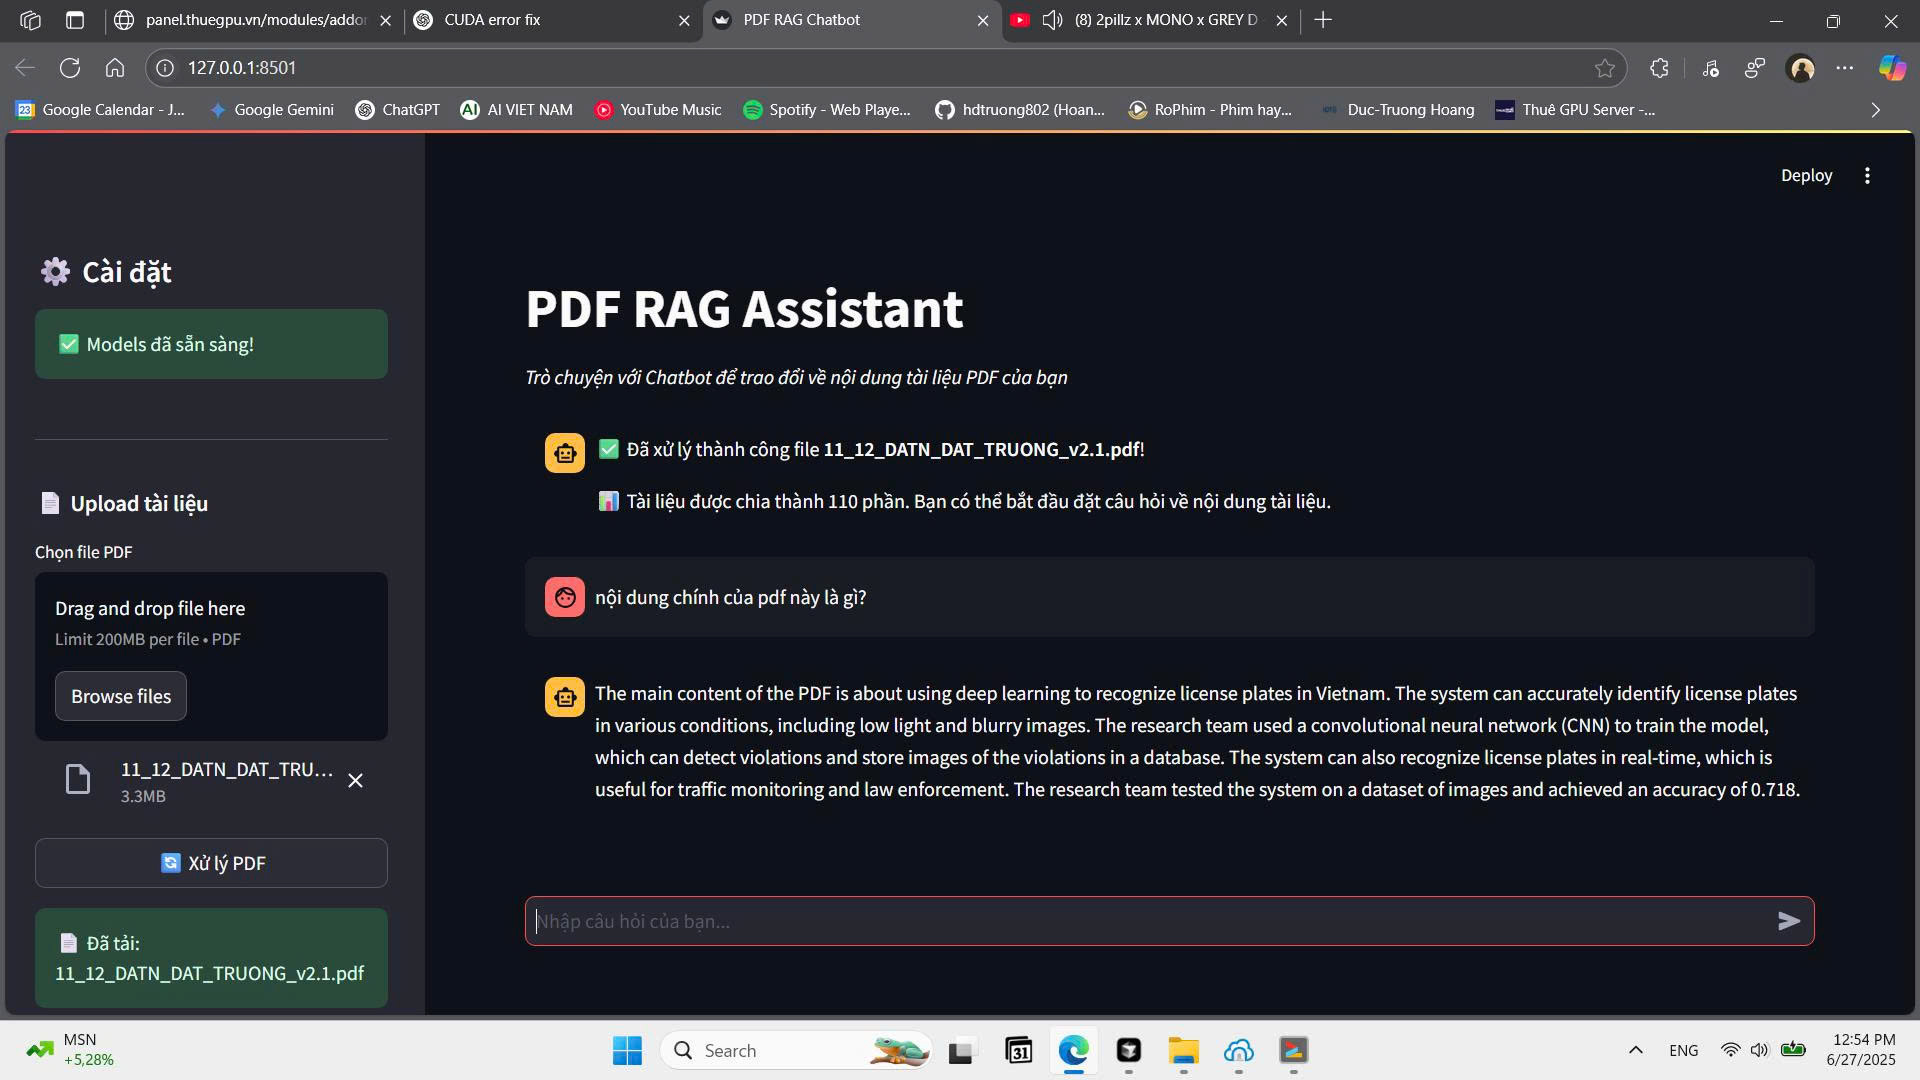 panel.thuegpu.vn/modules/addor
CUDA error fix
PDF RAG Chatbot
(8) 2pillz x MONO x GREY D
127.0.0.1:8501
Google Calendar - J...
Google Gemini
ChatGPT
AI VIET NAM
YouTube Music
Spotify - Web Playe...
hdtruong802 (Hoan...
RoPhim - Phim hay...
Duc-Truong Hoang
Thuê GPU Server -...
Deploy
Cài đặt
Models đã sẵn sàng!
Upload tài liệu
Chọn file PDF
Drag and drop file here
Limit 200MB per file • PDF
Browse files
11_12_DATN_DAT_TRU...
3.3MB
Xử lý PDF
Đã tải:
11_12_DATN_DAT_TRUONG_v2.1.pdf
PDF RAG Assistant
Trò chuyện với Chatbot để trao đổi về nội dung tài liệu PDF của bạn
Đã xử lý thành công file 11_12_DATN_DAT_TRUONG_v2.1.pdf!
Tài liệu được chia thành 110 phần. Bạn có thể bắt đầu đặt câu hỏi về nội dung tài liệu.
nội dung chính của pdf này là gì?
The main content of the PDF is about using deep learning to recognize license plates in Vietnam. The system can accurately identify license plates
in various conditions, including low light and blurry images. The research team used a convolutional neural network (CNN) to train the model,
which can detect violations and store images of the violations in a database. The system can also recognize license plates in real-time, which is
useful for traffic monitoring and law enforcement. The research team tested the system on a dataset of images and achieved an accuracy of 0.718.
Nhập câu hỏi của bạn...
MSN
+5,28%
Search
31
ENG
12:54 PM
6/27/2025